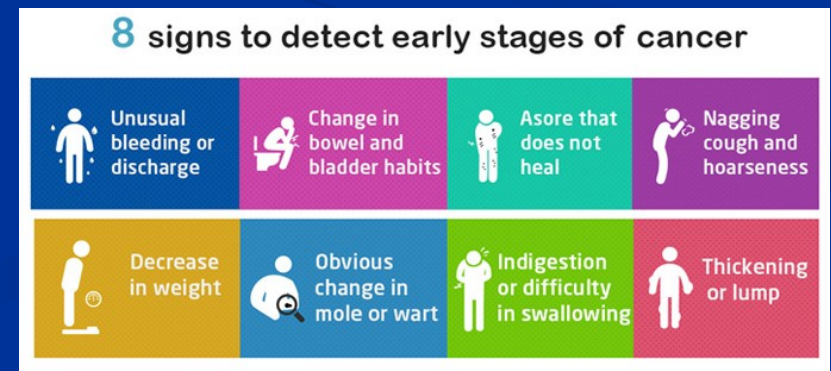 8 signs to detect early stages of cancer
Unusual
bleeding or
discharge
Change in
bowel and
bladder habits
Asore that
does not
heal
Nagging
cough and
hoarseness
Decrease
in weight
Obvious
change in
mole or wart
Indigestion
or difficulty
in swallowing
Thickening
or lump